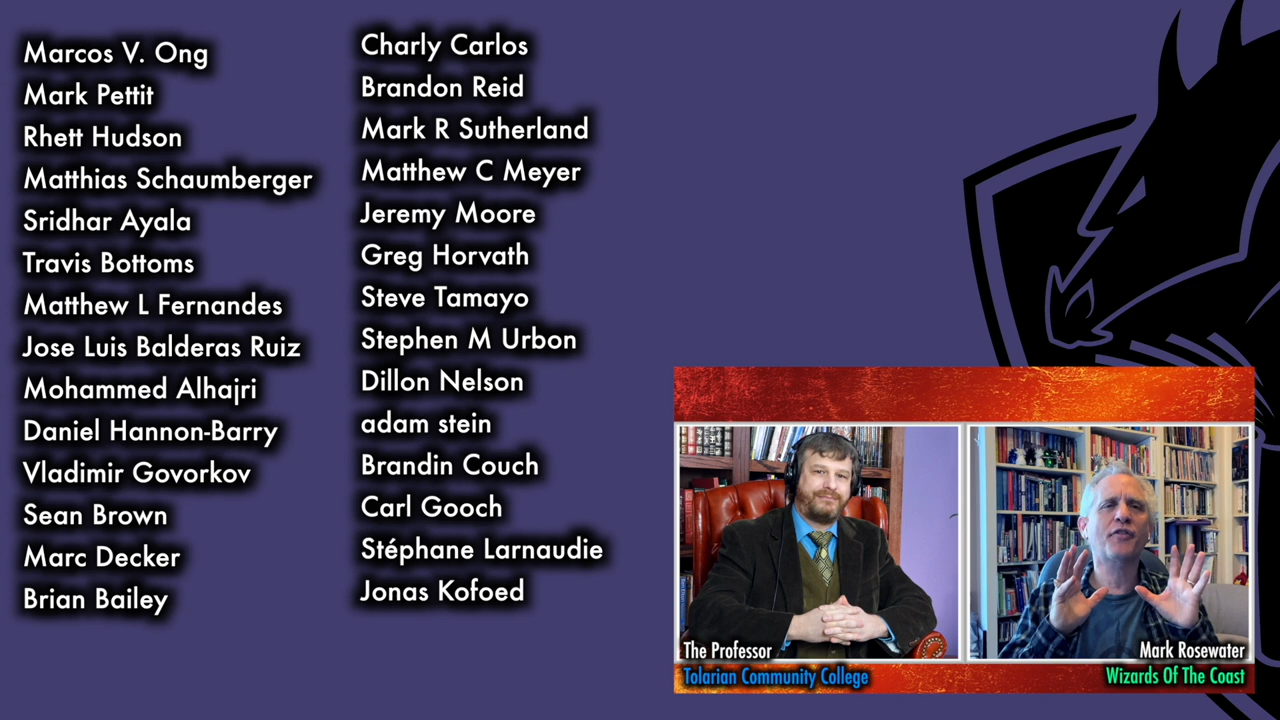 Marcos V. Ong
Mark Pettit
Rhett Hudson
Matthias Schaumberger
Sridhar Ayala
Travis Bottoms
Matthew L Fernandes
Jose Luis Balderas Ruiz
Mohammed Alhajri
Daniel Hannon-Barry
Vladimir Govorkov
Sean Brown
Marc Decker
Brian Bailey
Charly Carlos
Brandon Reid
Mark R Sutherland
Matthew C Meyer
Jeremy Moore
Greg Horvath
Steve Tamayo
Stephen M Urbon
Dillon Nelson
adam stein
Brandin Couch
Carl Gooch
Stéphane Larnaudie
Jonas Kofoed
The Professor
Tolarian Community College
Mark Rosewater
Wizards Of The Coast